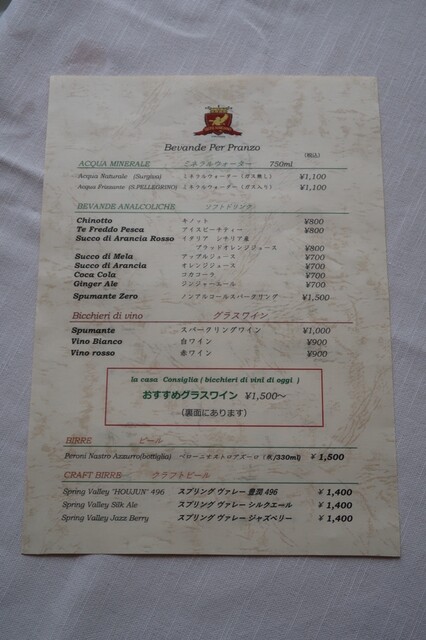 Bevande Per Pranzo
(税込)
ACQUA MINERALE ミネラルウォーター 750ml
Acqua Naturale (Surgiva) ミネラルウォーター(ガス無し) ¥1,100
Acqua Frizzante (S.PELLEGRINO) ミネラルウォーター(ガス入り) ¥1,100
BEVANDE ANALCOLICHE ソフトドリンク
Chinotto キノット ¥800
Te Freddo Pesca アイスピーチティー ¥800
Succo di Arancia Rosso イタリア シチリア産
ブラッドオレンジジュース ¥800
Succo di Mela アップルジュース ¥700
Succo di Arancia オレンジジュース ¥700
Coca Cola コカコーラ ¥700
Ginger Ale ジンジャーエール ¥700
Spumante Zero ノンアルコールスパークリング ¥1,500
Bicchieri di vino グラスワイン
Spumante スパークリングワイン ¥1,000
Vino Bianco 白ワイン ¥900
Vino rosso 赤ワイン ¥900
la casa Consiglia ( bicchieri di vini di oggi )
おすすめグラスワイン ¥1,500~
(裏面にあります)
BIRRE ビール
Peroni Nastro Azzurro(bottiglia) ペローニナストロアズーロ (瓶/330ml) ¥ 1,500
CRAFT BIRRE クラフトビール
Spring Valley "HOUJUN" 496 スプリング ヴァレー 豊潤 496 ¥ 1,400
Spring Valley Silk Ale スプリング ヴァレー シルクエール ¥ 1,400
Spring Valley Jazz Berry スプリング ヴァレー ジャズベリー ¥ 1,400